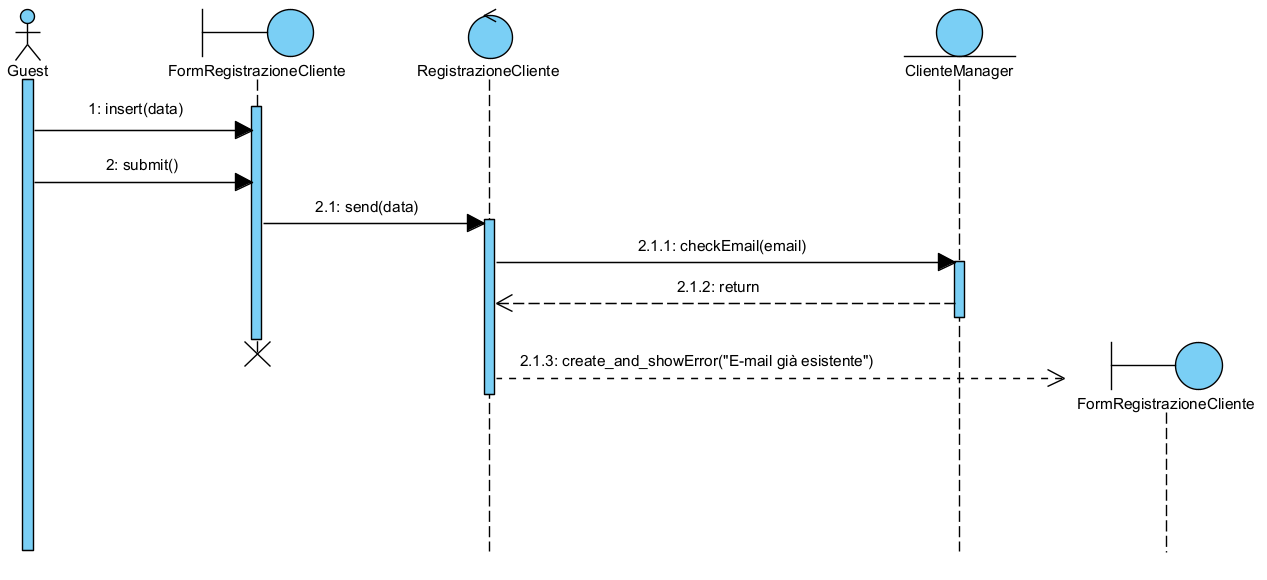 Guest
FormRegistrazioneCliente
RegistrazioneCliente
ClienteManager
1: insert(data)
2: submit()
2.1: send(data)
2.1.1: checkEmail(email)
2.1.2: return
2.1.3: create_and_showError("E-mail già esistente")
FormRegistrazioneCliente